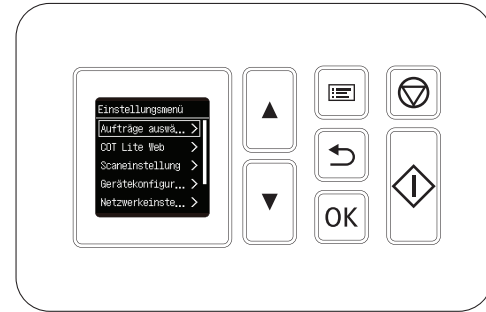 Einstellungsmenü
Aufträge auswä... >
COT Lite Web >
Scaneinstellung >
Gerätekonfigur... >
Netzwerkeinste... >
OK